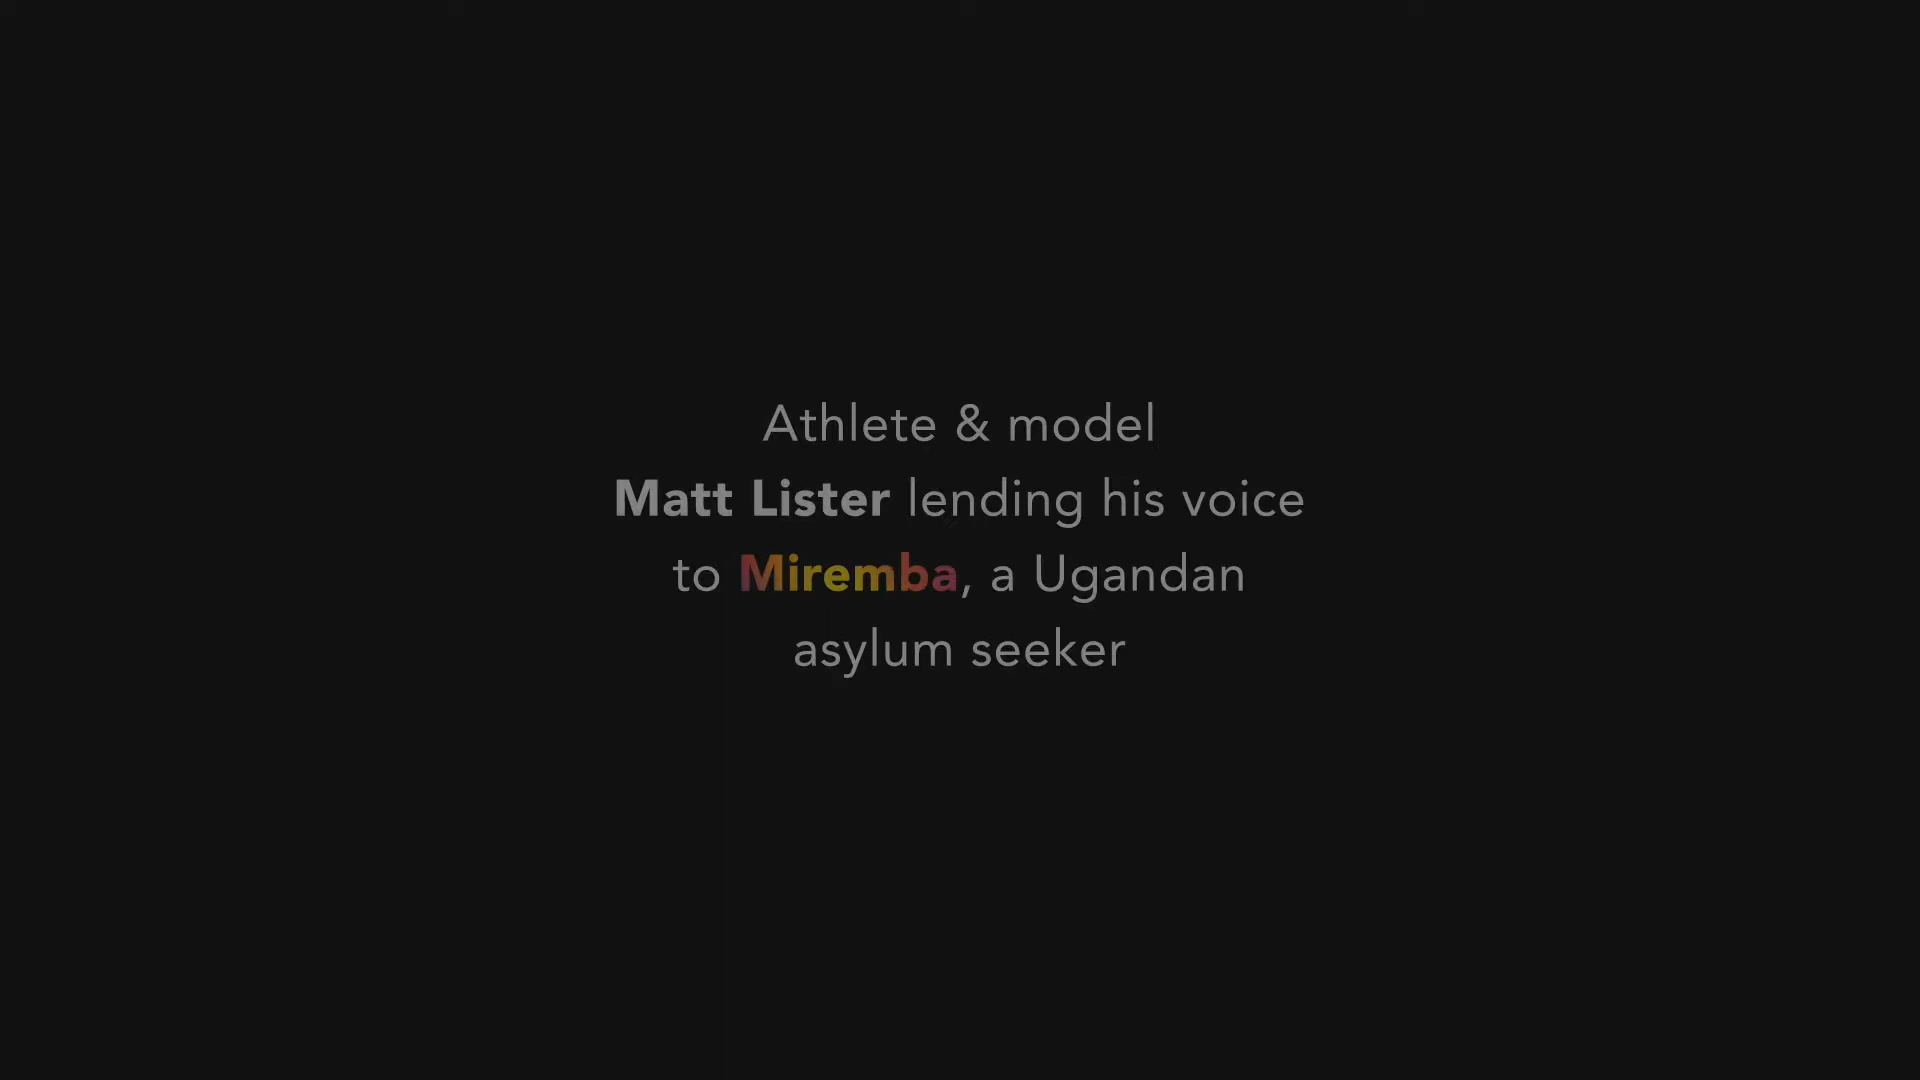 Athlete & model
Matt Lister lending his voice
to Miremba, a Ugandan
asylum seeker